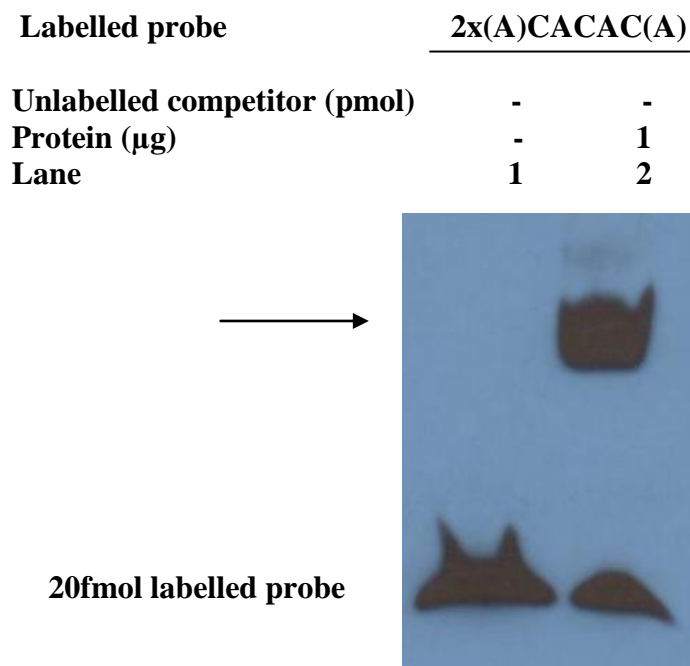 Labelled probe 2x(A)CACAC(A)
Unlabelled competitor (pmol) - -
Protein (µg) - 1
Lane 1 2
20fmol labelled probe